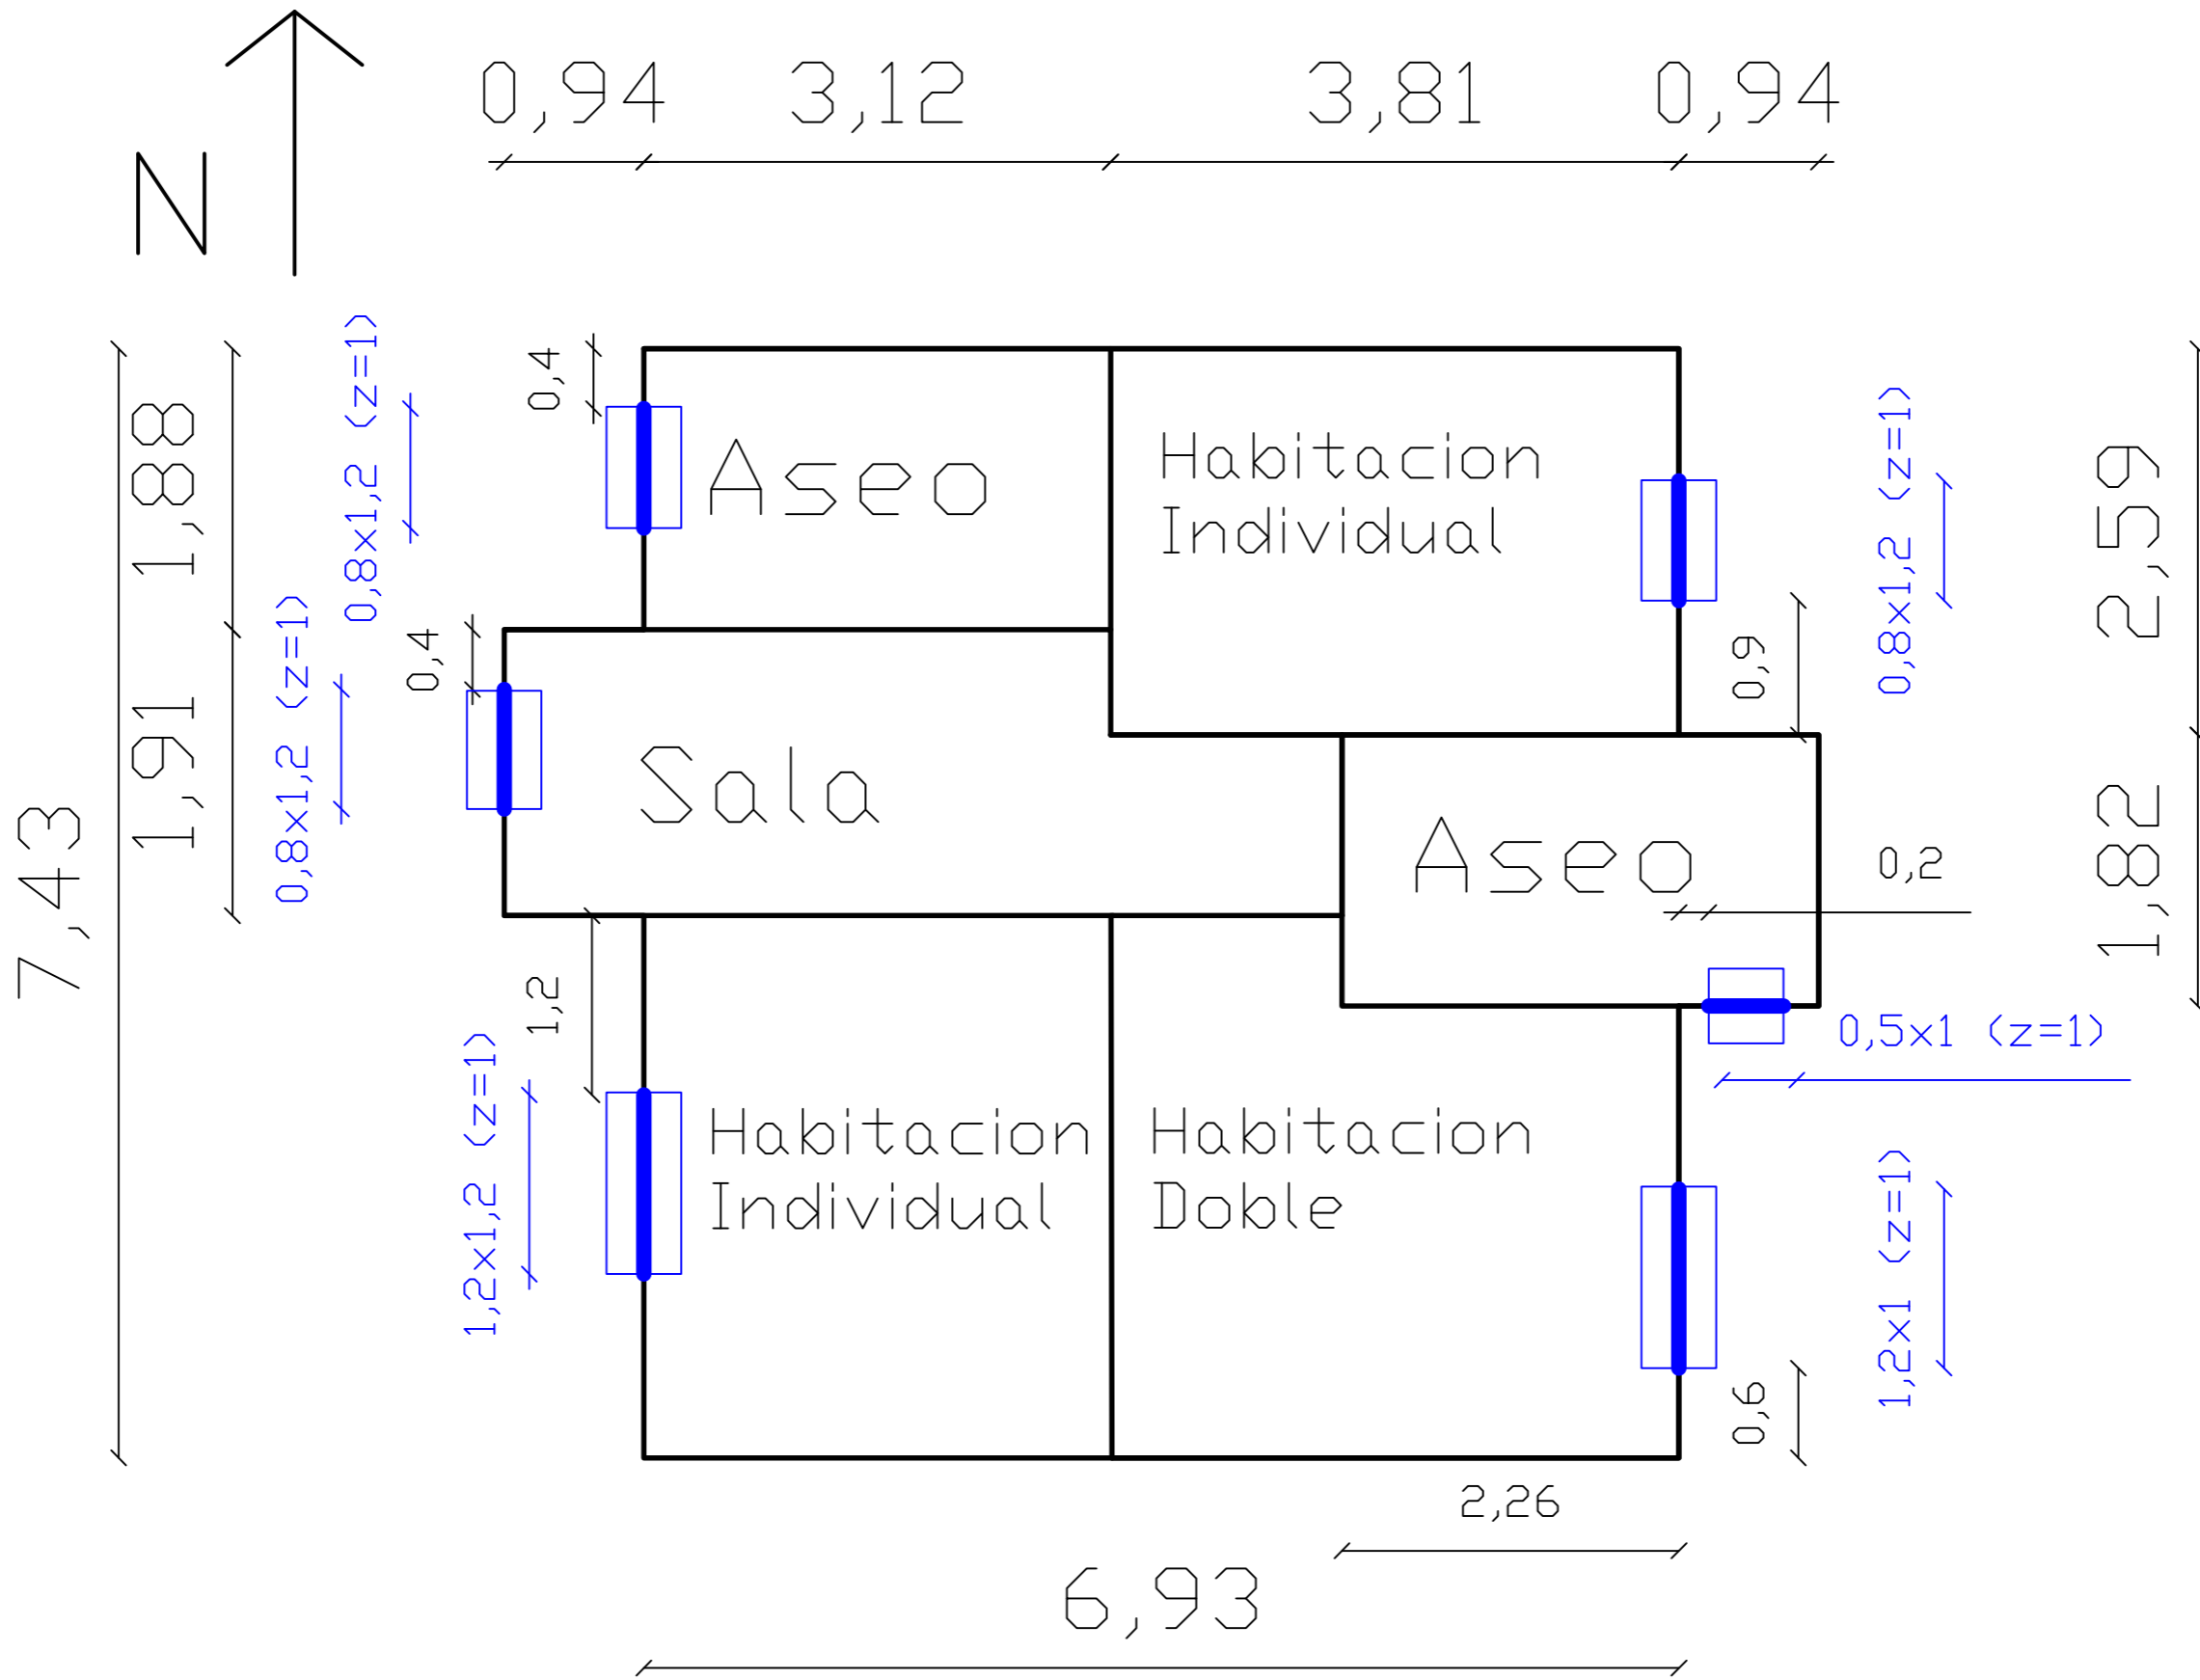 0,94
3,12
3,81
0,94
N
0,8x1,2 (z=1)
0,4
1,88
Aseo
Habitacion
Individual
0,8x1,2 (z=1)
2,59
0,4
0,8x1,2 (z=1)
1,91
7,43
Sala
0,9
Aseo
0,2
1,82
0,5x1 (z=1)
1,2
1,2x1,2 (z=1)
Habitacion
Individual
Habitacion
Doble
1,2x1 (z=1)
0,6
2,26
6,93